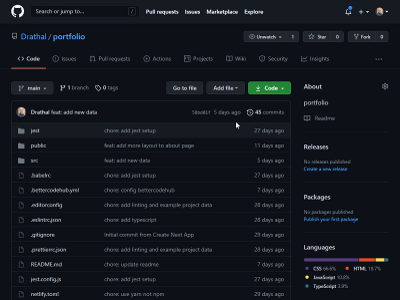 Search or jump to...
/
Pull requests
Issues
Marketplace
Explore
Drathal / portfolio
Unwatch
1
Star
0
Fork
0
Code
Issues
Pull requests
Actions
Projects
Wiki
Security
Insights
main
1 branch
0 tags
Go to file
Add file
Code
Drathal feat: add new data
5 days ago
45 commits
jest
chore: add jest setup
27 days ago
public
feat: add more layout to about page
11 days ago
src
feat: add new data
5 days ago
.babelrc
chore: add jest setup
27 days ago
.bettercodehub.yml
chore: config bettercodehub
7 days ago
.editorconfig
chore: add linting and example project data
28 days ago
.eslintrc.json
chore: add typescript
29 days ago
.gitignore
Initial commit from Create Next App
29 days ago
.prettierrc.json
chore: add linting and example project data
28 days ago
README.md
chore: update readme
7 days ago
jest.config.js
chore: add jest setup
27 days ago
netlify.toml
chore: use yarn not npm
29 days ago
About
portfolio
Readme
Releases
No releases published
Create a new release
Packages
No packages published
Publish your first package
Languages
CSS 66.6%
HTML 18.7%
JavaScript 10.8%
TypeScript 3.9%